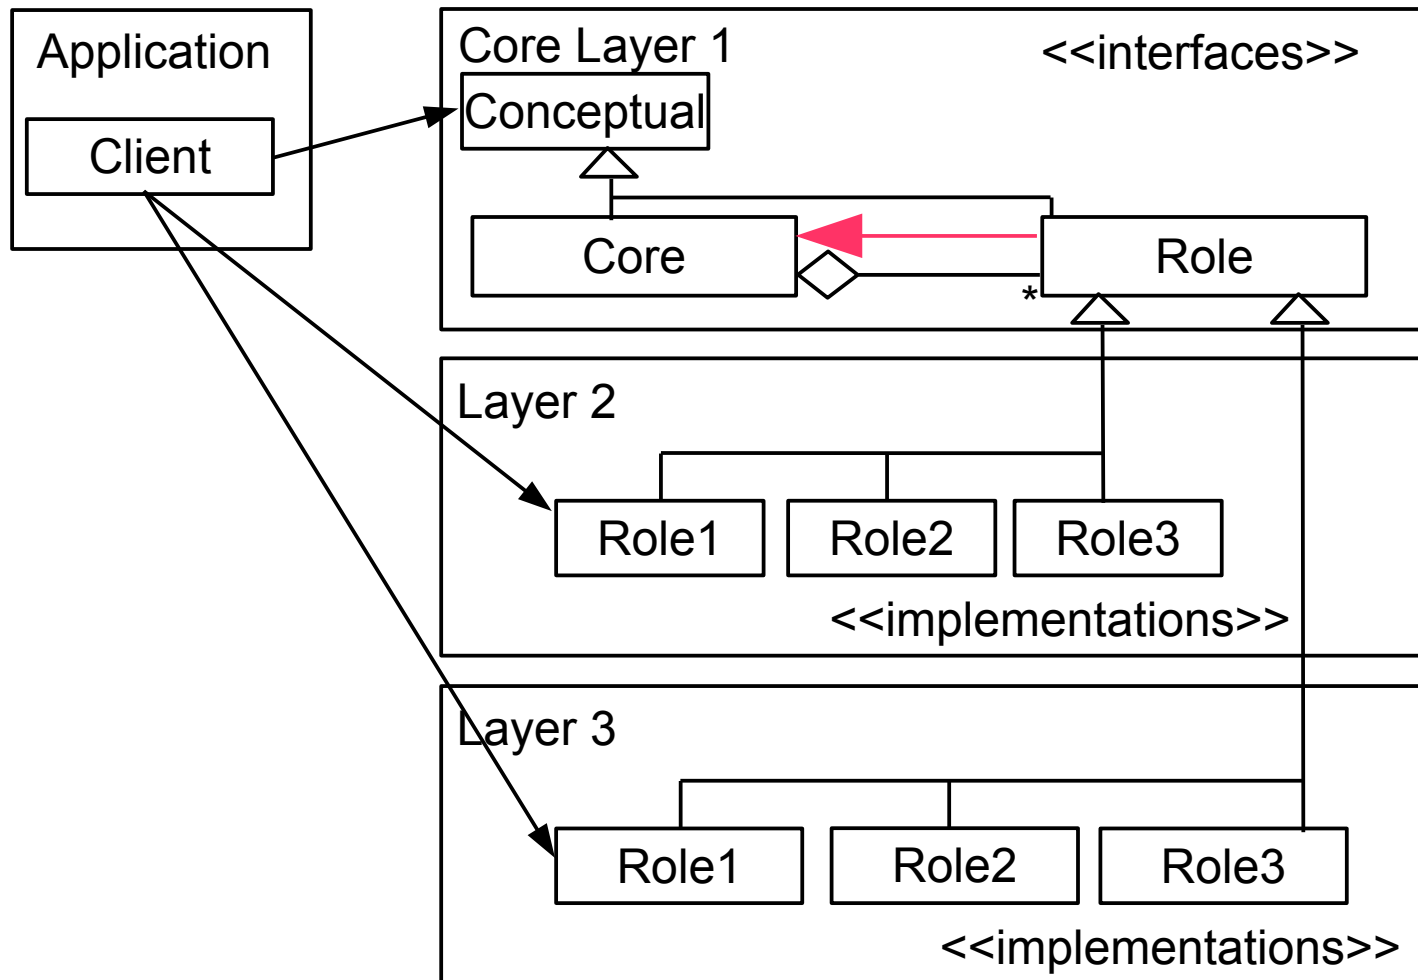 Application
Client
Core Layer 1
<<interfaces>>
Conceptual
Core
Role
*
Layer 2
Role1
Role2
Role3
<<implementations>>
Layer 3
Role1
Role2
Role3
<<implementations>>